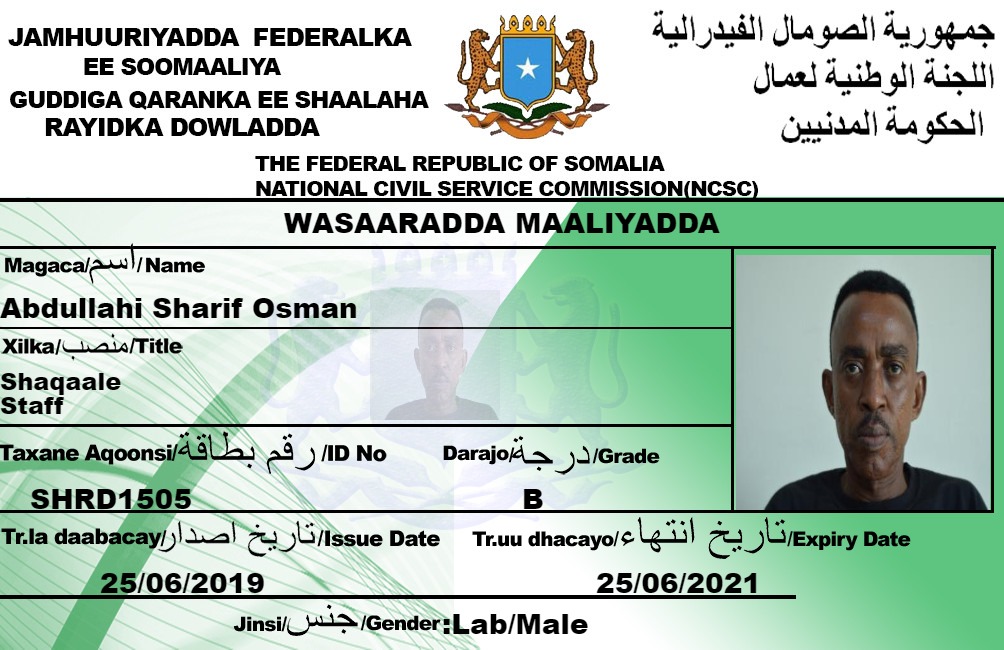 JAMHUURIYADDA FEDERALKA
EE SOOMAALIYA
GUDDIGA QARANKA EE SHAALAHA
RAYIDKA DOWLADDA
جمهورية الصومال الفيدرالية
اللجنة الوطنية لعمال
الحكومة المدنيين
THE FEDERAL REPUBLIC OF SOMALIA
NATIONAL CIVIL SERVICE COMMISSION(NCSC)
WASAARADDA MAALIYADDA
Magaca/اسم/Name
Abdullahi Sharif Osman
Xilka/منصب/Title
Shaqaale
Staff
Taxane Aqoonsi/رقم بطاقة/ID No
Darajo/درجة/Grade
SHRD1505
B
Tr.la daabacay/تاريخ اصدار/Issue Date
Tr.uu dhacayo/تاريخ انتهاء/Expiry Date
25/06/2019
25/06/2021
Jinsi/جنس/Gender:Lab/Male